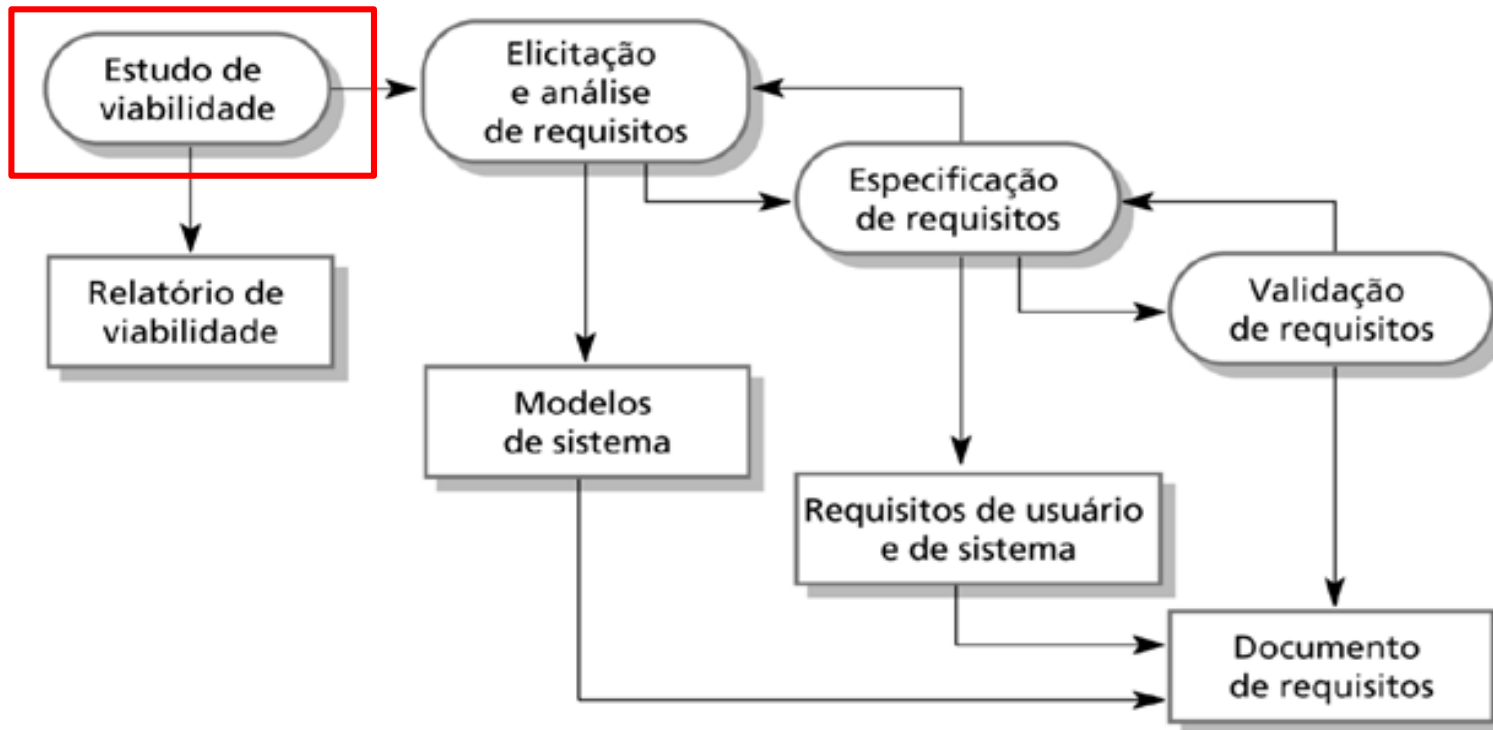 Estudo de
viabilidade
Elicitação
e análise
de requisitos
Especificação
de requisitos
Validação
de requisitos
Relatório de
viabilidade
Modelos
de sistema
Requisitos de usuário
e de sistema
Documento
de requisitos